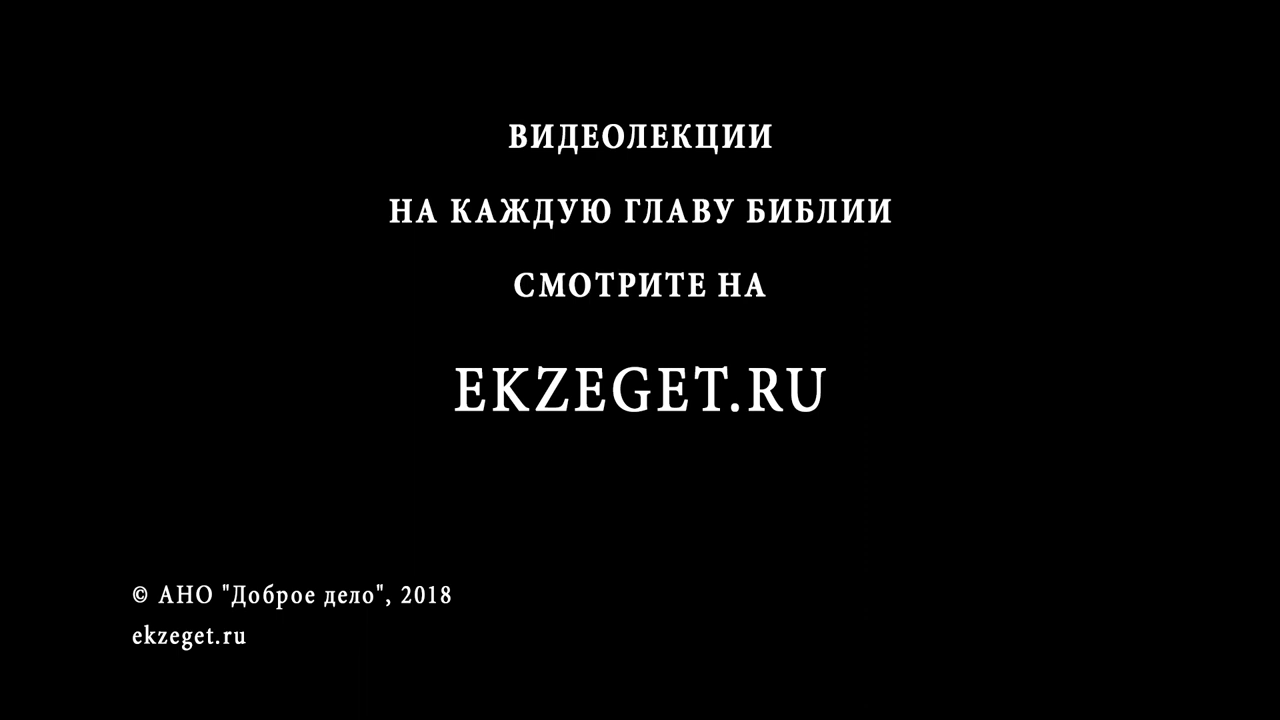 ВИДЕОЛЕКЦИИ
НА КАЖДУЮ ГЛАВУ БИБЛИИ
СМОТРИТЕ НА
EKZEGET.RU
© АНО "Доброе дело", 2018
ekzeget.ru